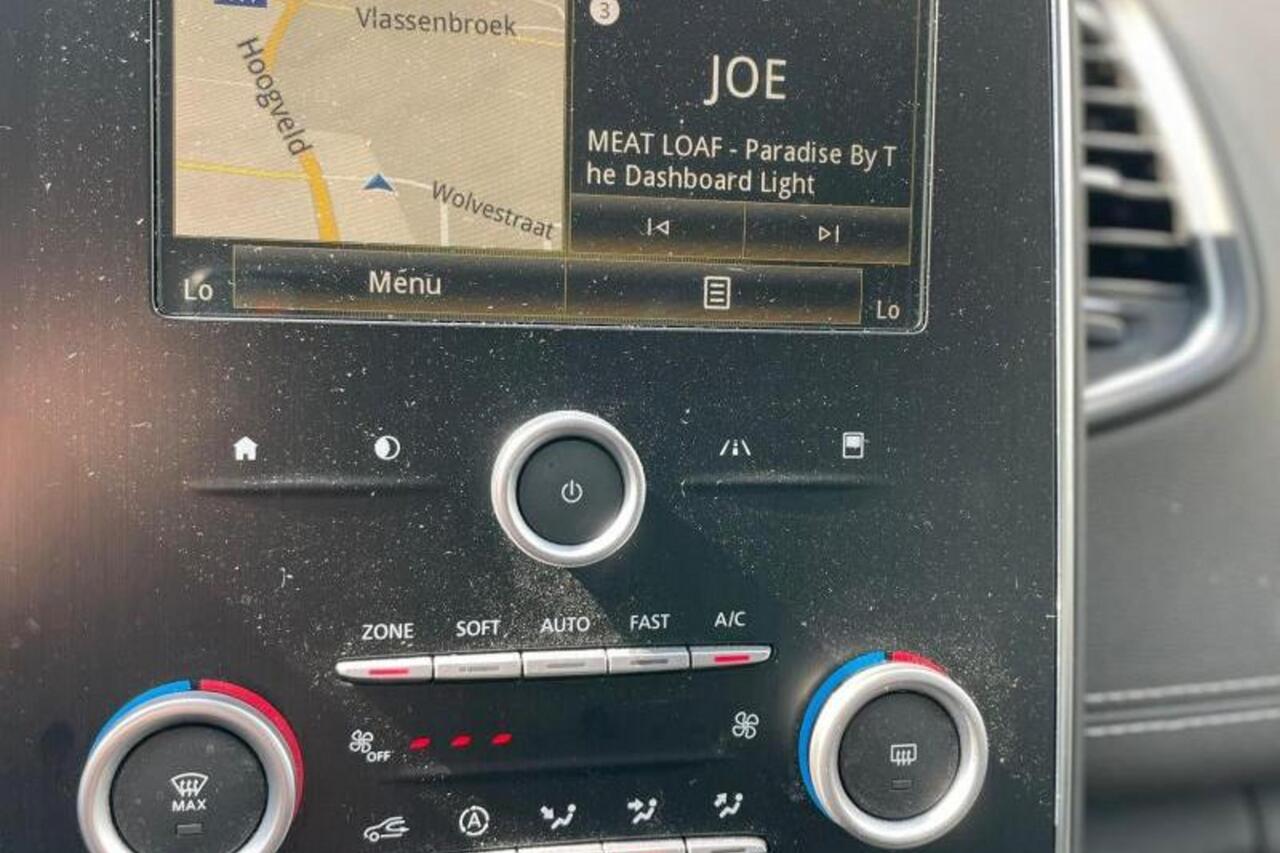 Vlassenbroek
Hoogveld
Wolvestraat
3
JOE
MEAT LOAF - Paradise By T
he Dashboard Light
Lo
Menu
Lo
ZONE SOFT AUTO FAST A/C
OFF
MAX
A